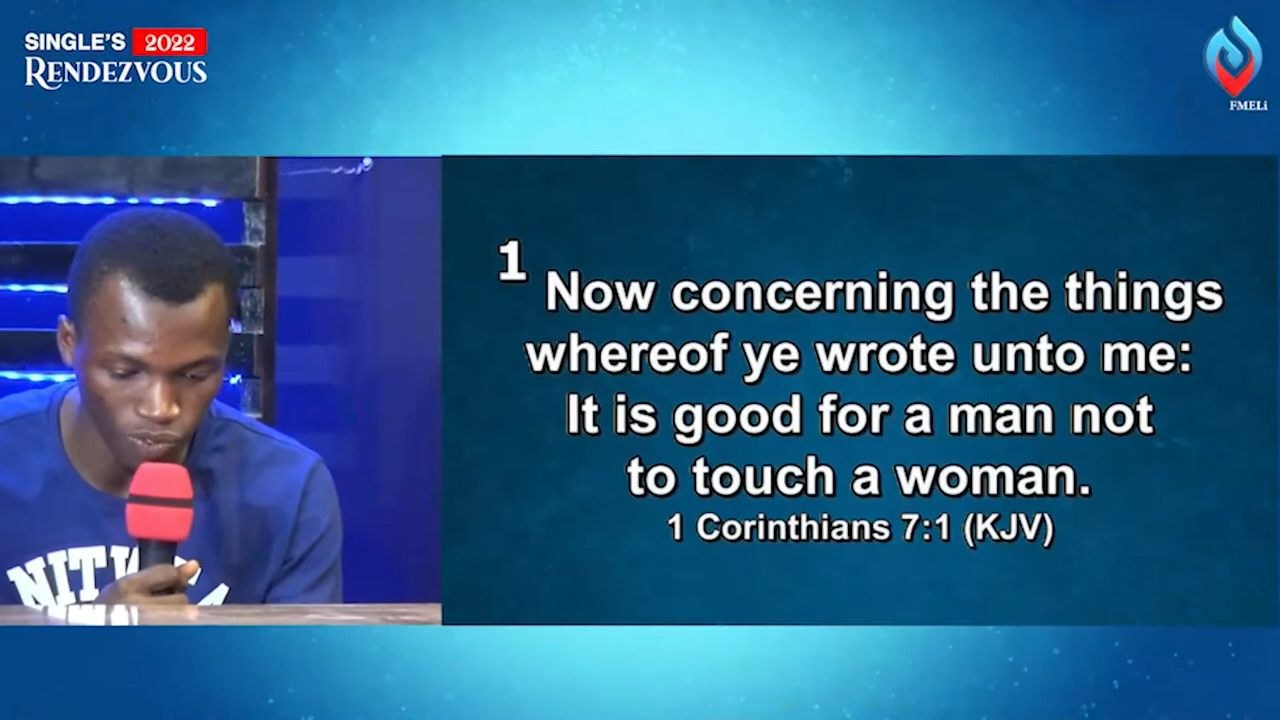 SINGLE'S 2022
RENDEZVOUS
FMELi
1 Now concerning the things
whereof ye wrote unto me:
It is good for a man not
to touch a woman.
1 Corinthians 7:1 (KJV)